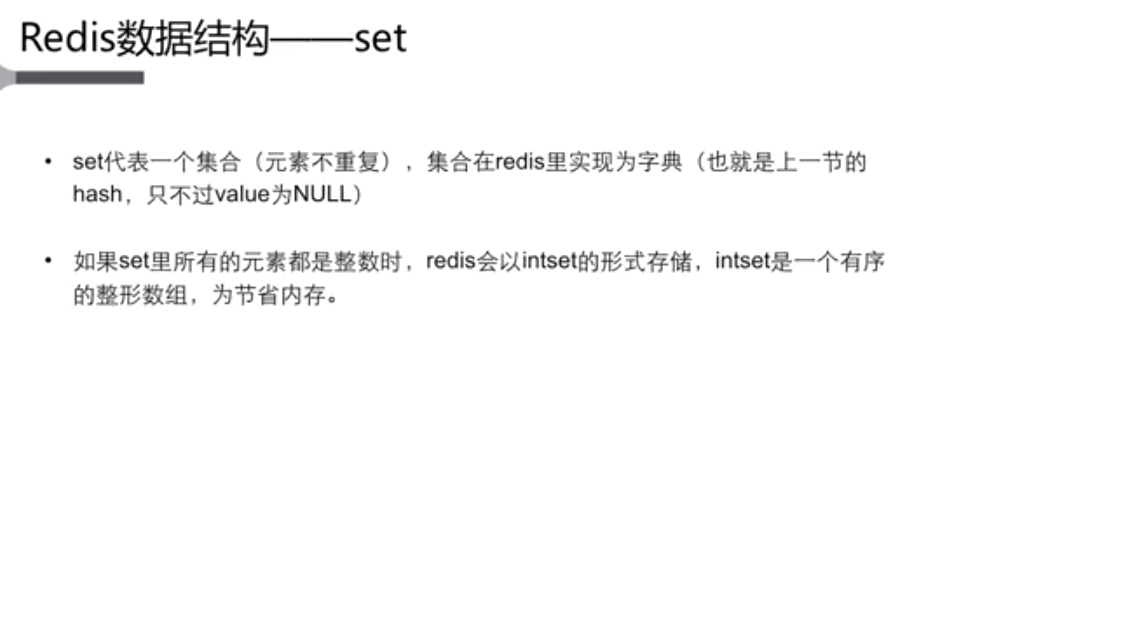 Redis数据结构——set
• set代表一个集合（元素不重复），集合在redis里实现为字典（也就是上一节的
hash，只不过value为NULL）
• 如果set里所有的元素都是整数时，redis会以intset的形式存储，intset是一个有序
的整形数组，为节省内存。